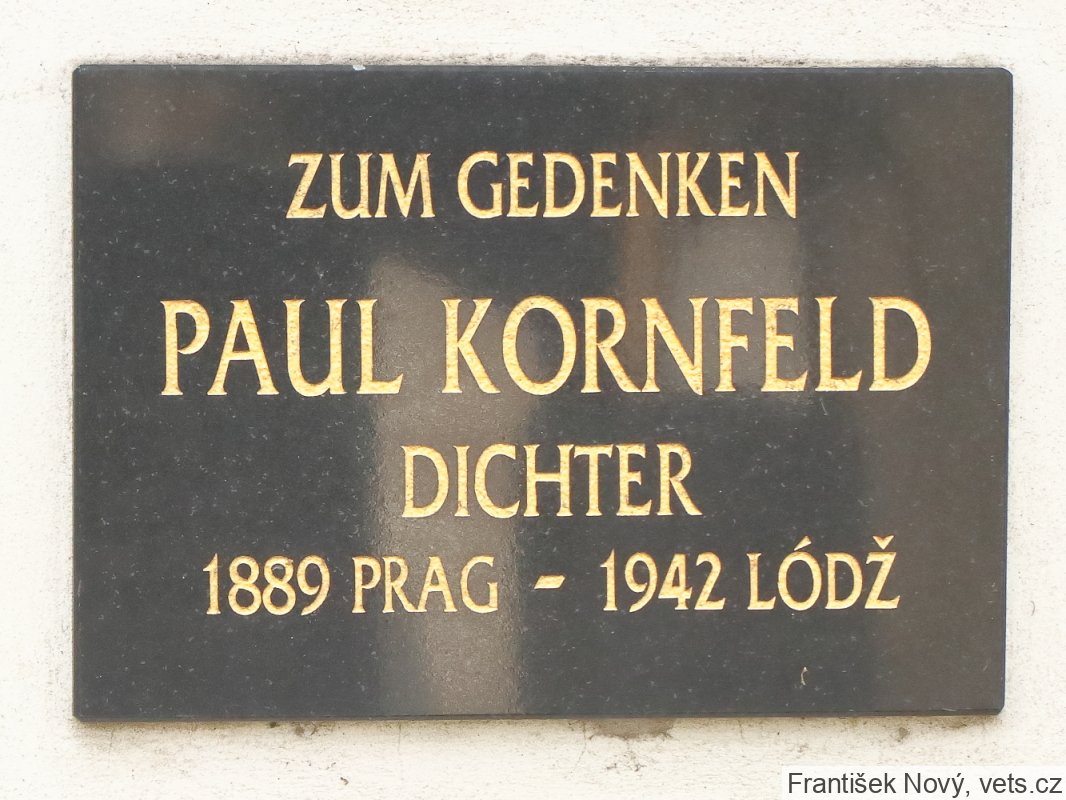 ZUM GEDENKEN
PAUL KORNFELD
DICHTER
1889 PRAG - 1942 LÓDŽ
František Nový, vets.cz